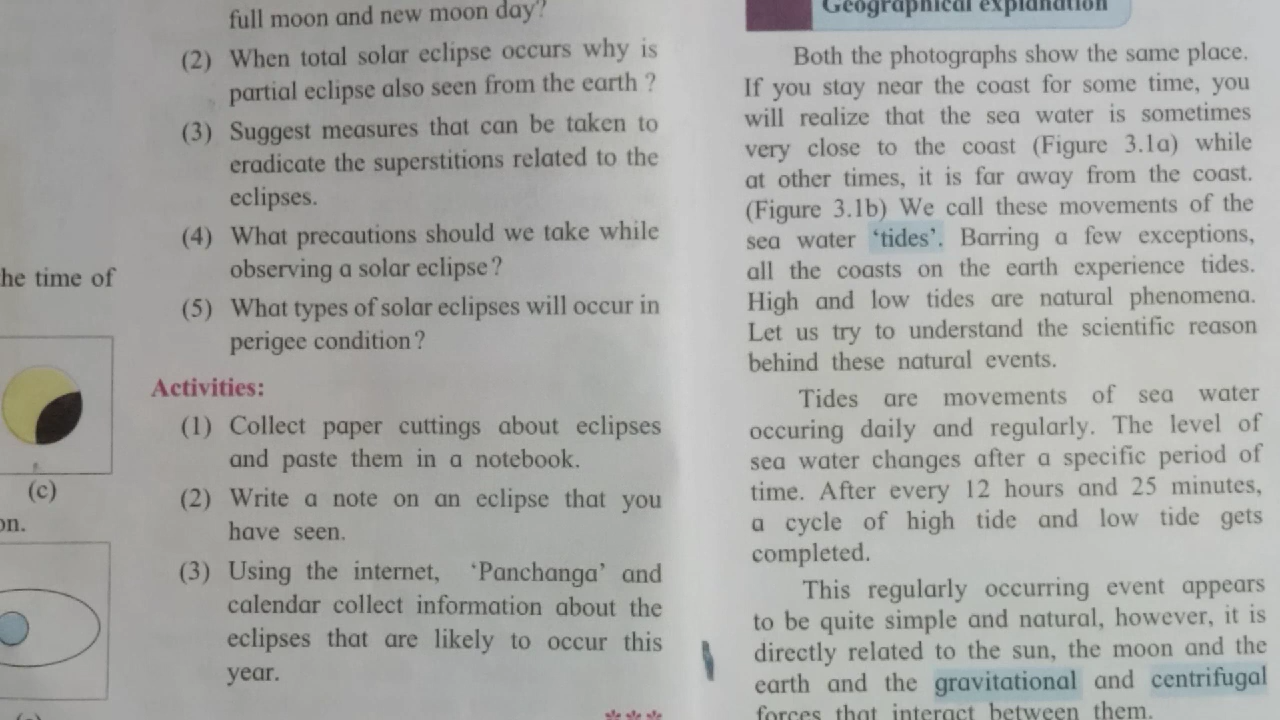 he time of
(c)
on.
full moon and new moon day?
(2) When total solar eclipse occurs why is
partial eclipse also seen from the earth ?
(3) Suggest measures that can be taken to
eradicate the superstitions related to the
eclipses.
(4) What precautions should we take while
observing a solar eclipse?
(5) What types of solar eclipses will occur in
perigee condition?
Activities:
(1) Collect paper cuttings about eclipses
and paste them in a notebook.
(2) Write a note on an eclipse that you
have seen.
(3) Using the internet, ‘Panchanga’ and
calendar collect information about the
eclipses that are likely to occur this
year.
***
Geographical explanation
Both the photographs show the same place.
If you stay near the coast for some time, you
will realize that the sea water is sometimes
very close to the coast (Figure 3.1a) while
at other times, it is far away from the coast.
(Figure 3.1b) We call these movements of the
sea water ‘tides’. Barring a few exceptions,
all the coasts on the earth experience tides.
High and low tides are natural phenomena.
Let us try to understand the scientific reason
behind these natural events.
Tides are movements of sea water
occuring daily and regularly. The level of
sea water changes after a specific period of
time. After every 12 hours and 25 minutes,
a cycle of high tide and low tide gets
completed.
This regularly occurring event appears
to be quite simple and natural, however, it is
directly related to the sun, the moon and the
earth and the gravitational and centrifugal
forces that interact between them.